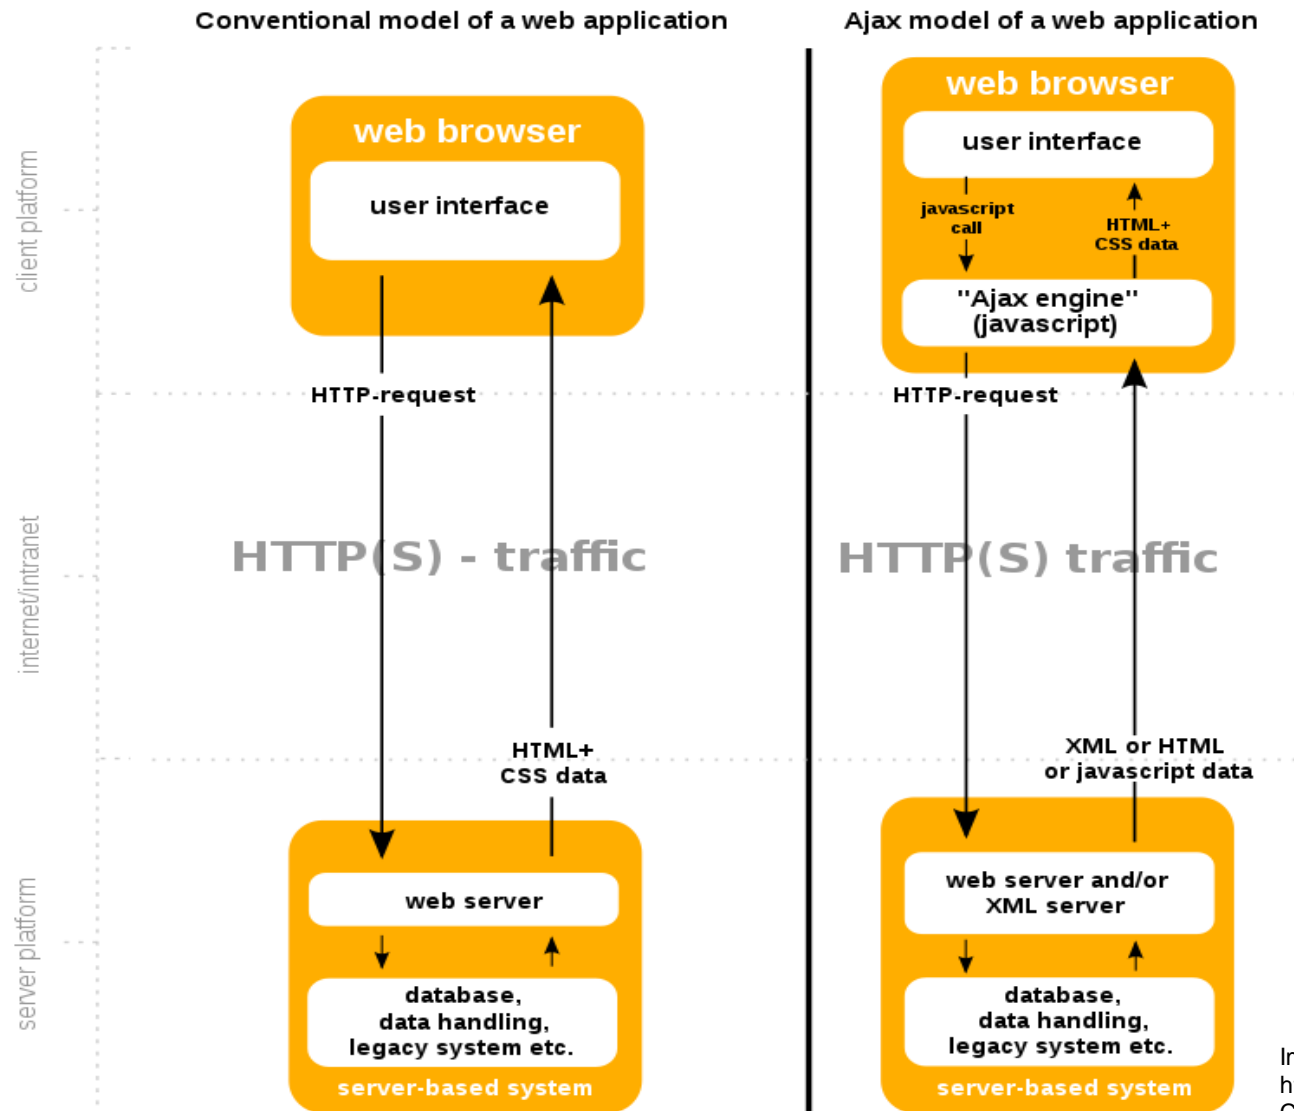 Conventional model of a web application
Ajax model of a web application
client platform
internet/intranet
server platform
web browser
user interface
HTTP-request
HTTP(S) - traffic
HTML+
CSS data
web server
database,
data handling,
legacy system etc.
server-based system
web browser
user interface
javascript
call
HTML+
CSS data
"Ajax engine"
(javascript)
HTTP-request
HTTP(S) traffic
XML or HTML
or javascript data
web server and/or
XML server
database,
data handling,
legacy system etc.
server-based system